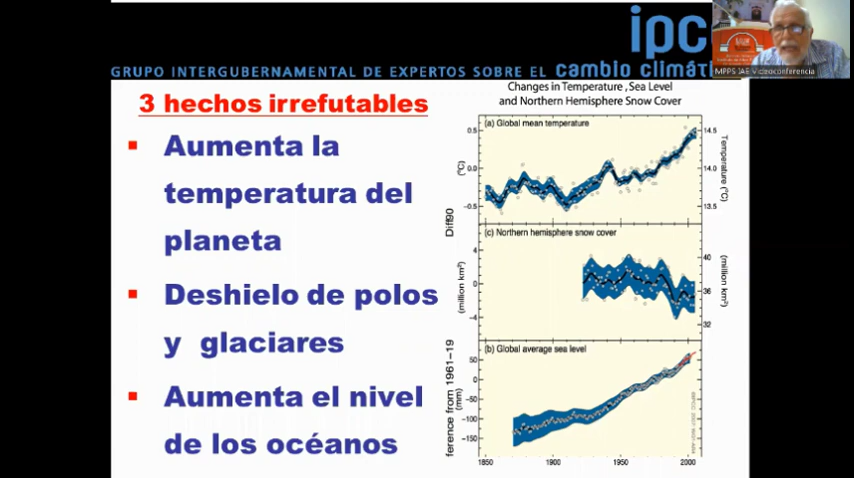 ipcc
GRUPO INTERGUBERNAMENTAL DE EXPERTOS SOBRE EL cambio climáti
MPPS IAE Videoconferencia
3 hechos irrefutables
Aumenta la
temperatura del
planeta
Deshielo de polos
y glaciares
Aumenta el nivel
de los océanos
Changes in Temperature, Sea Level
and Northern Hemisphere Snow Cover
(a) Global mean temperature
0.5
0.0
-0.5
(°C)
14.5
14.0
13.5
Temperature (°C)
Diff90
(c) Northern hemisphere snow cover
4
0
-4
(million km²)
40
36
32
(million km²)
(b) Global average sea level
50
0
-50
-100
-150
(mm)
ference from 1961-19
1850
1900
1950
2000